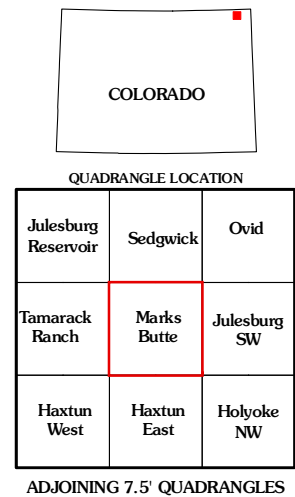 COLORADO
QUADRANGLE LOCATION
Julesburg
Reservoir
Sedgwick
Ovid
Tamarack
Ranch
Marks
Butte
Julesburg
SW
Haxtun
West
Haxtun
East
Holyoke
NW
ADJOINING 7.5' QUADRANGLES